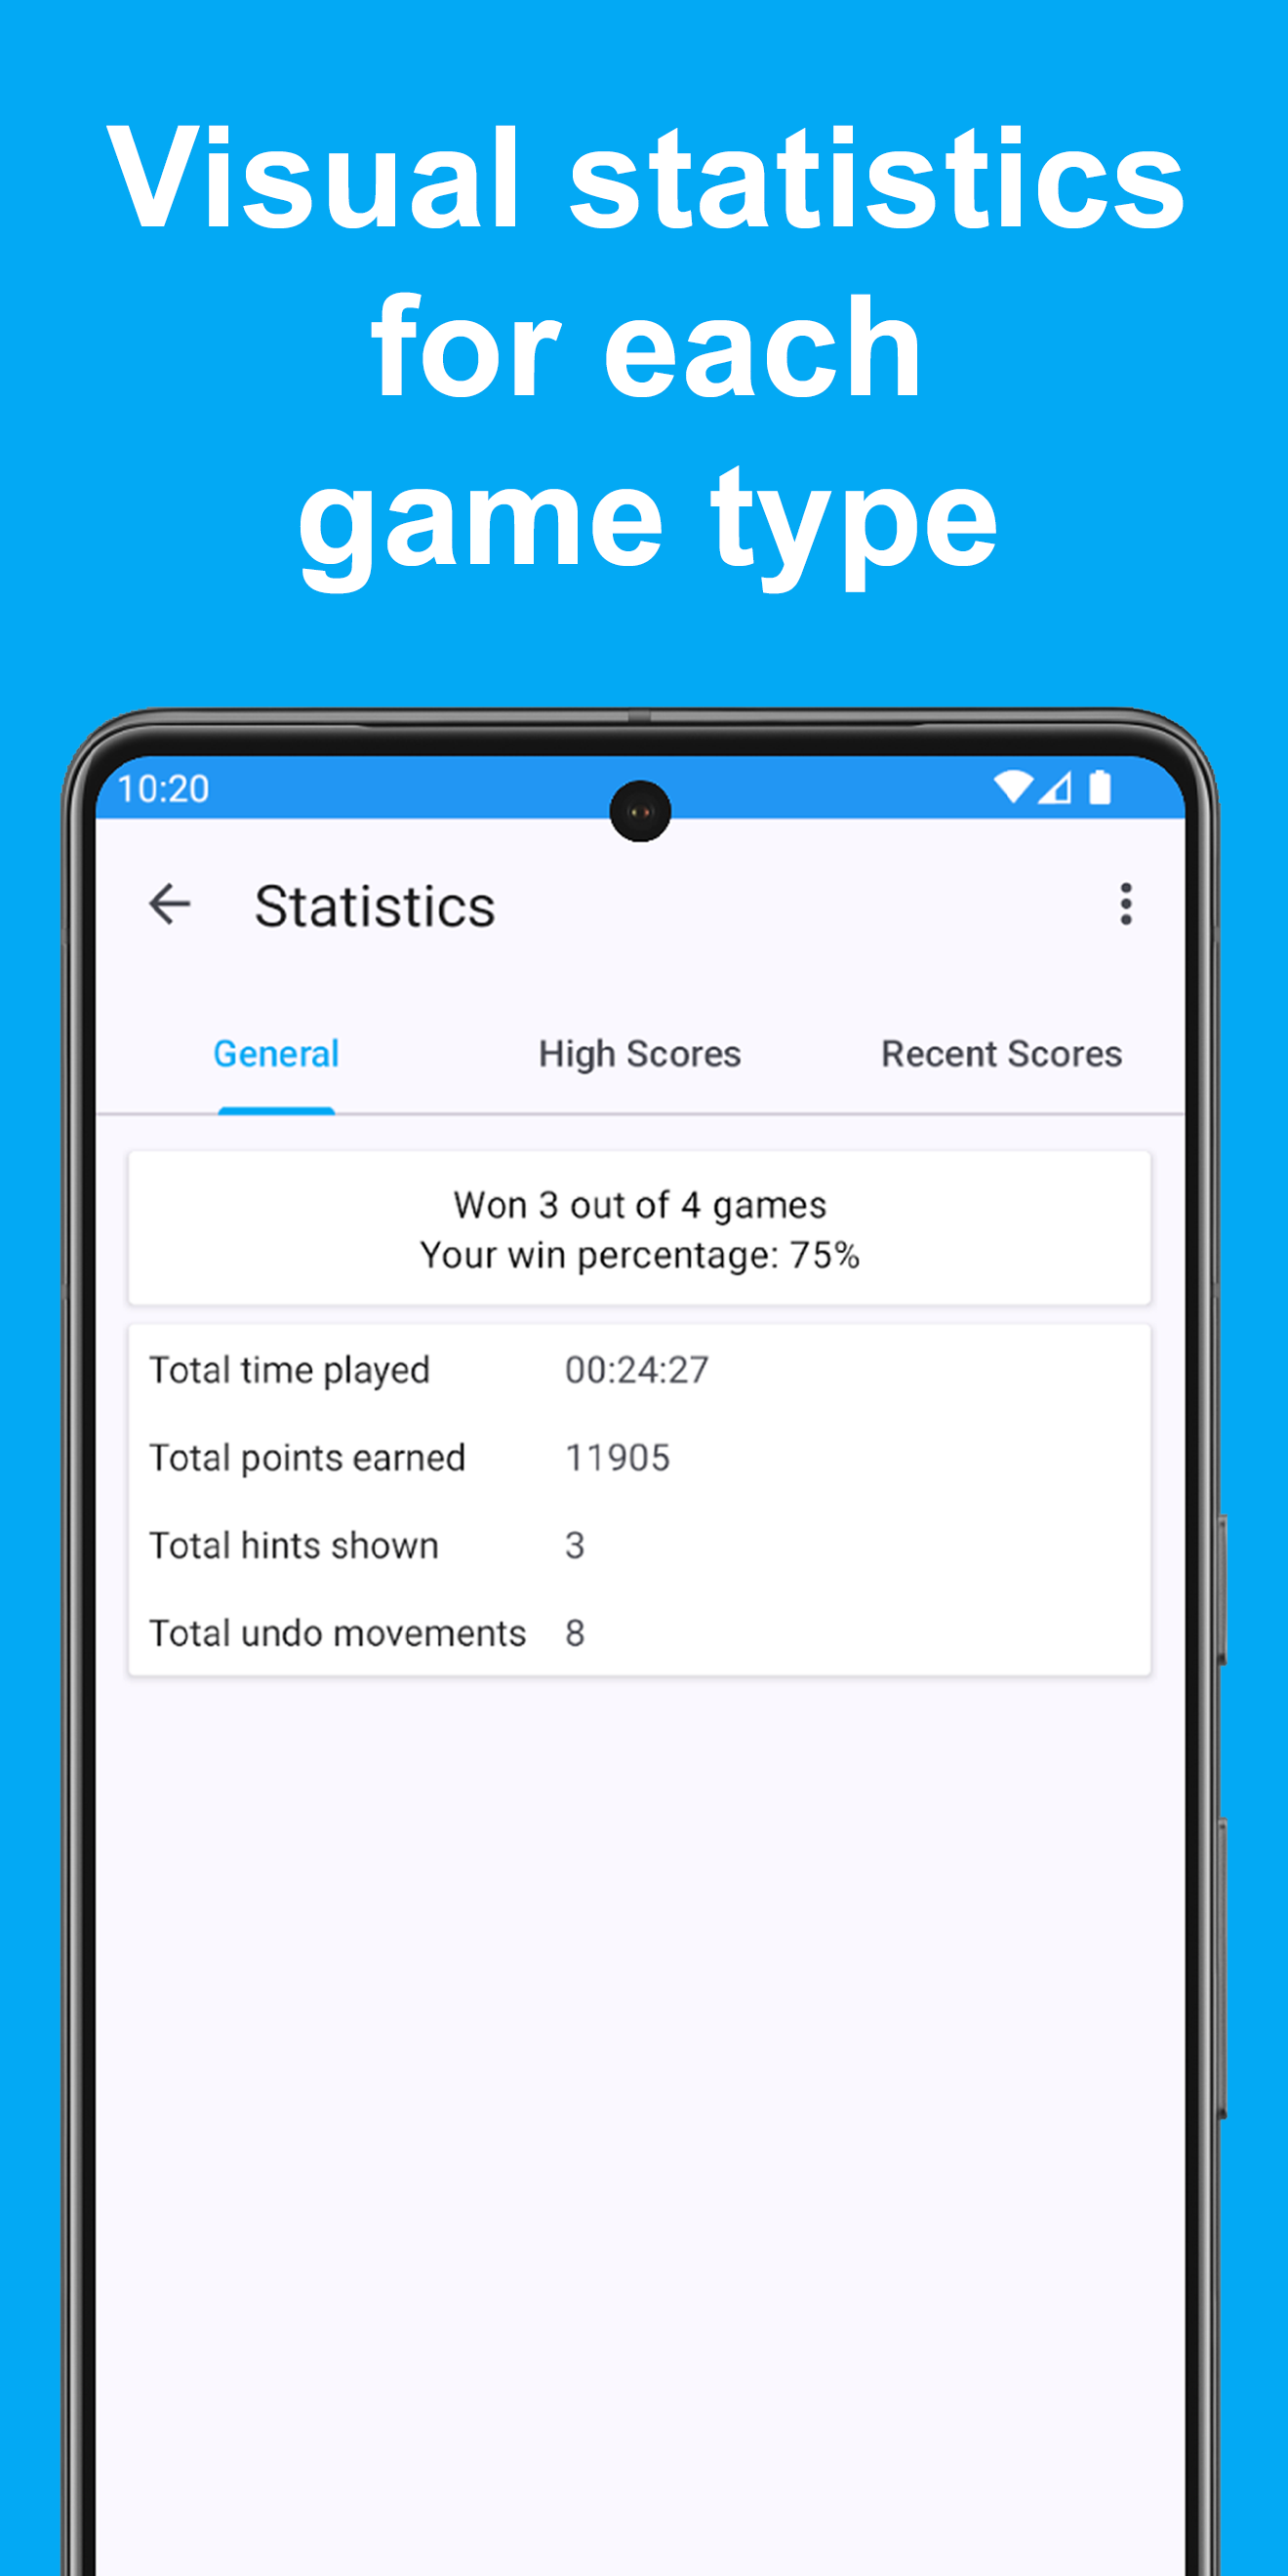 Visual statistics
for each
game type
10:20
Statistics
General High Scores Recent Scores
Won 3 out of 4 games
Your win percentage: 75%
Total time played 00:24:27
Total points earned 11905
Total hints shown 3
Total undo movements 8